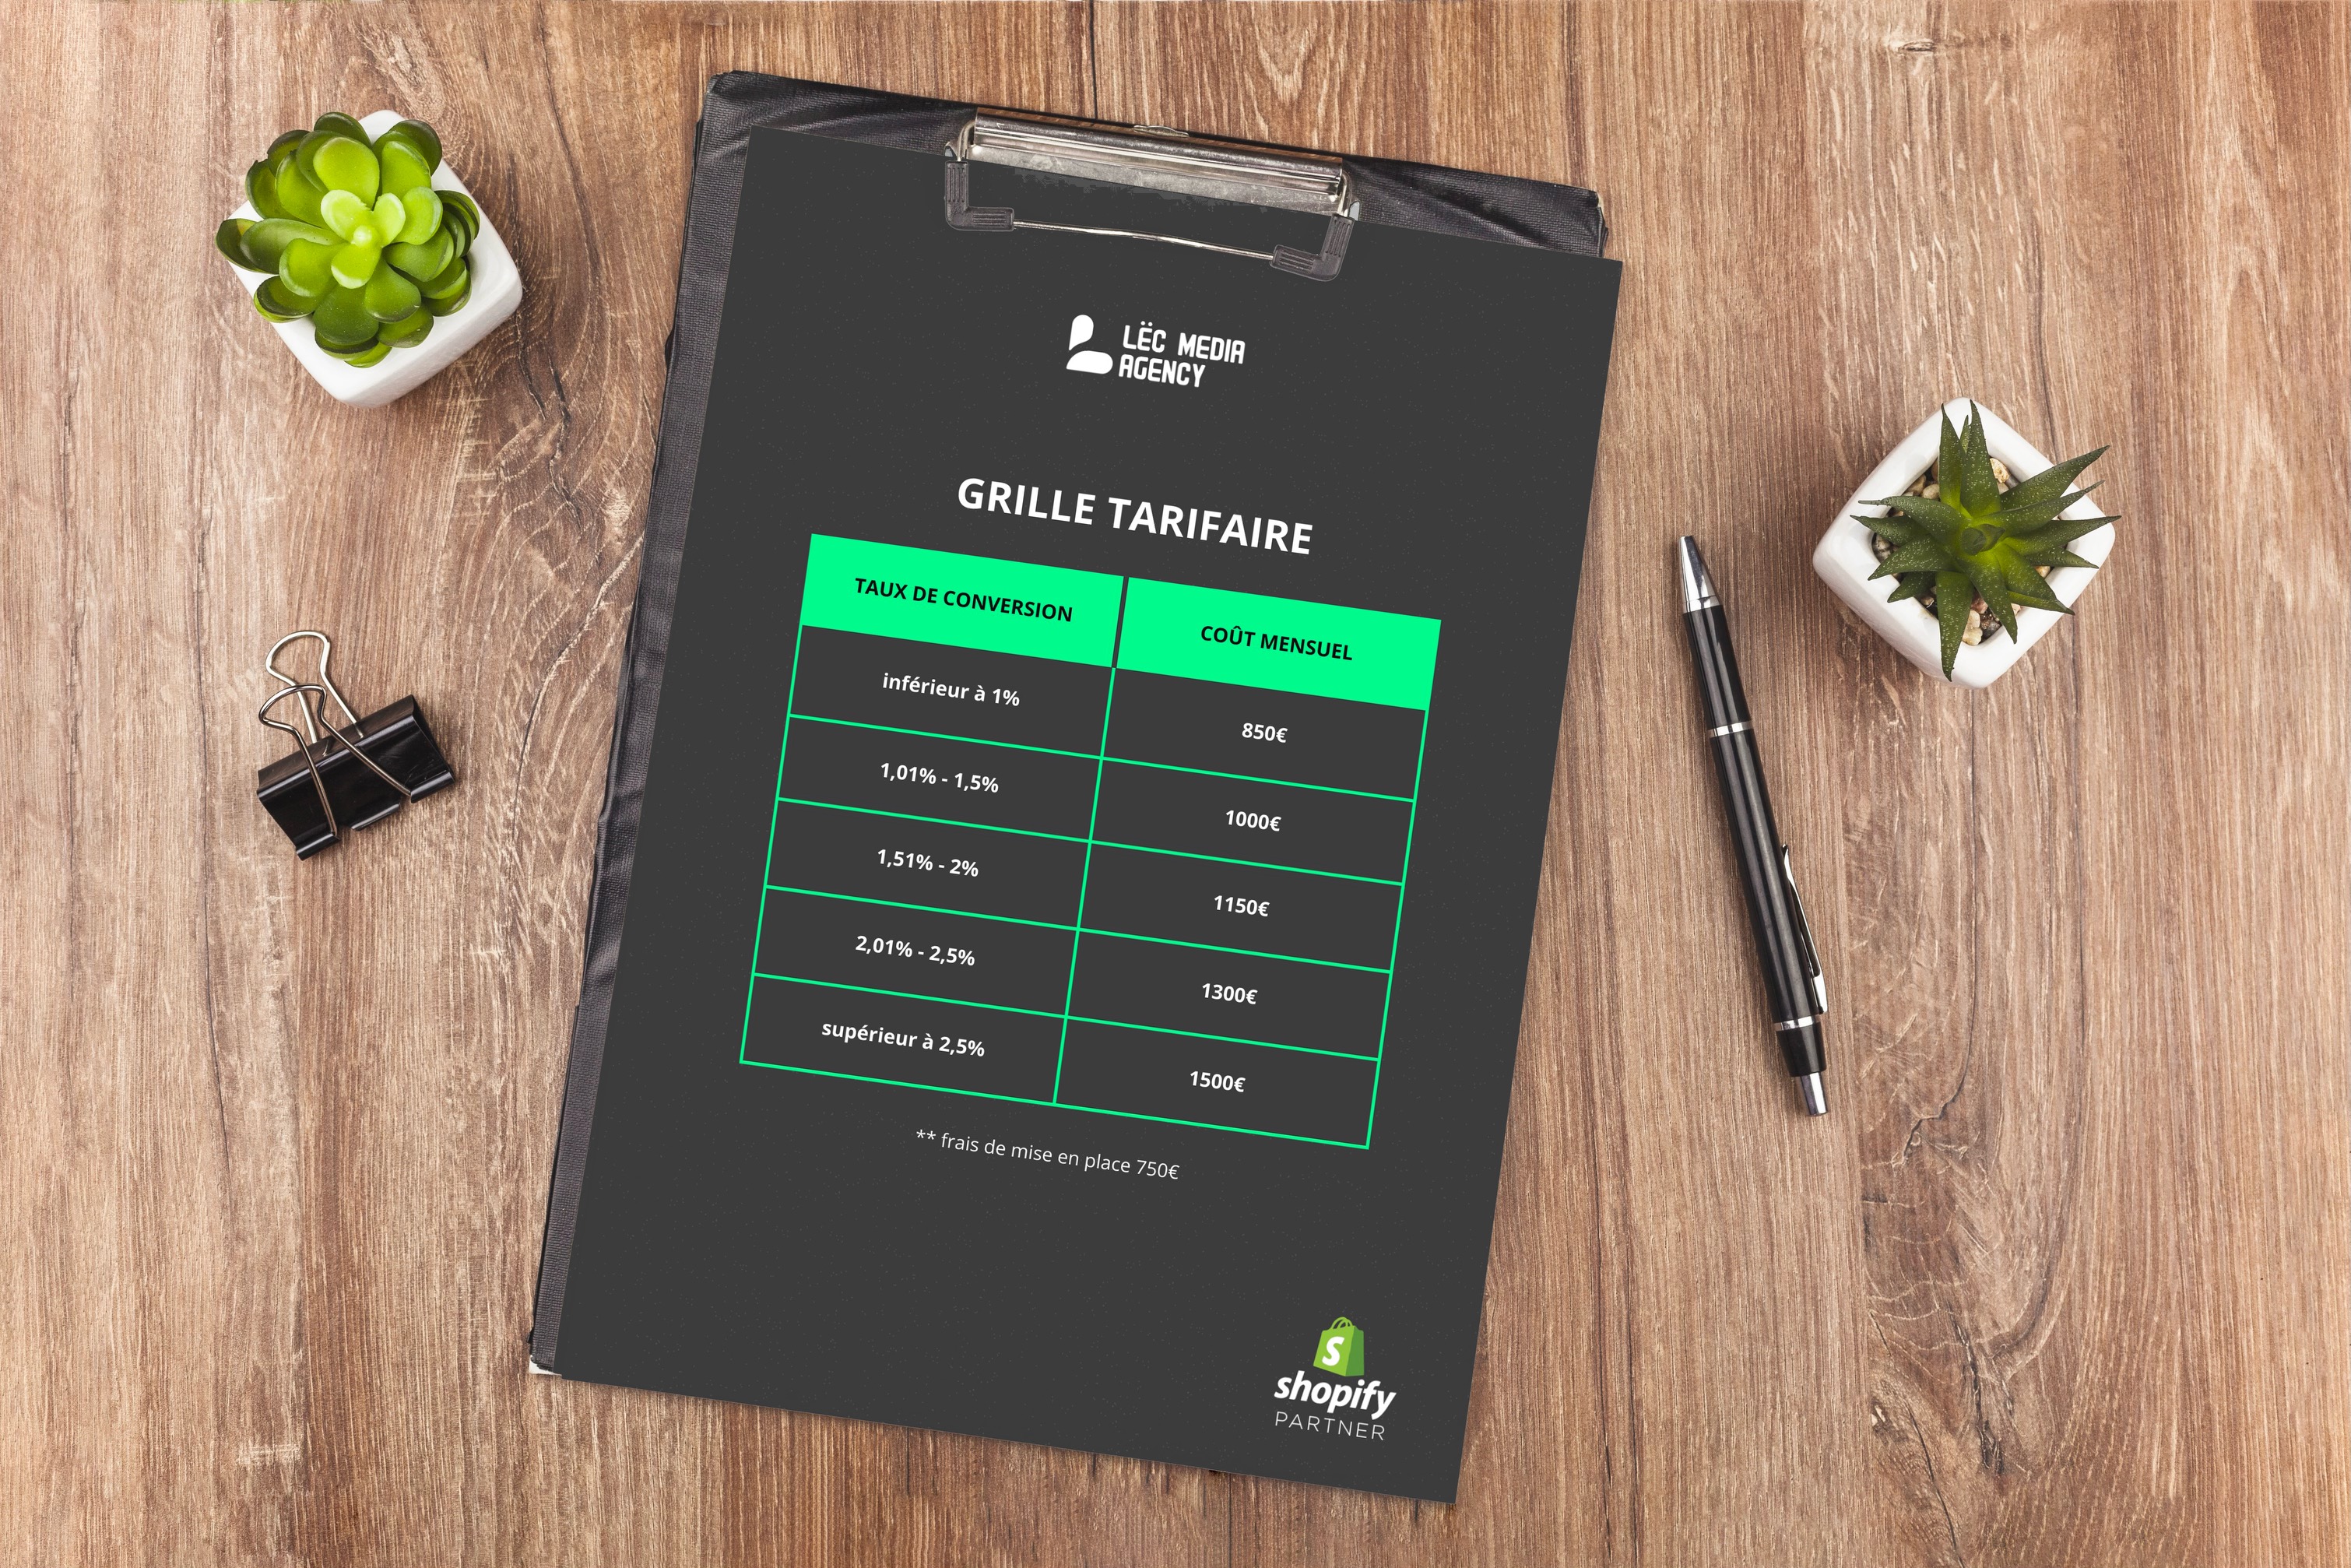 LËC MEDIA
AGENCY
GRILLE TARIFAIRE
TAUX DE CONVERSION COÛT MENSUEL
inférieur à 1% 850€
1,01% - 1,5% 1000€
1,51% - 2% 1150€
2,01% - 2,5% 1300€
supérieur à 2,5% 1500€
** frais de mise en place 750€
S
shopify
PARTNER